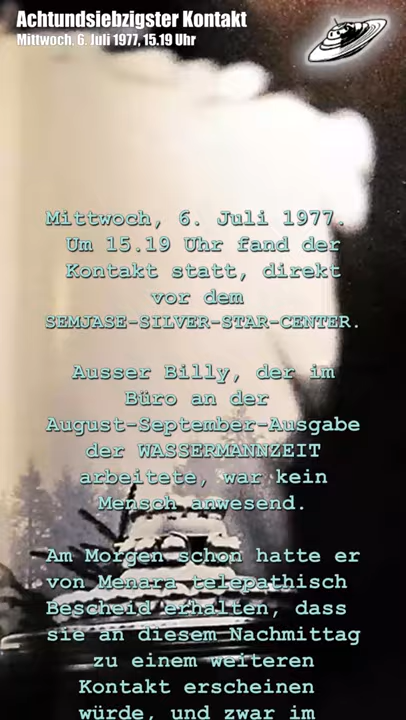 Achtundsiebzigster Kontakt
Mittwoch, 6. Juli 1977, 15.19 Uhr
Mittwoch, 6. Juli 1977.
Um 15.19 Uhr fand der
Kontakt statt, direkt
vor dem
SEMJASE-SILVER-STAR-CENTER.
Ausser Billy, der im
Büro an der
August-September-Ausgabe
der WASSERMANNZEIT
arbeitete, war kein
Mensch anwesend.
Am Morgen schon hatte er
von Menara telepathisch
Bescheid erhalten, dass
sie an diesem Nachmittag
zu einem weiteren
Kontakt erscheinen
würde, und zwar im